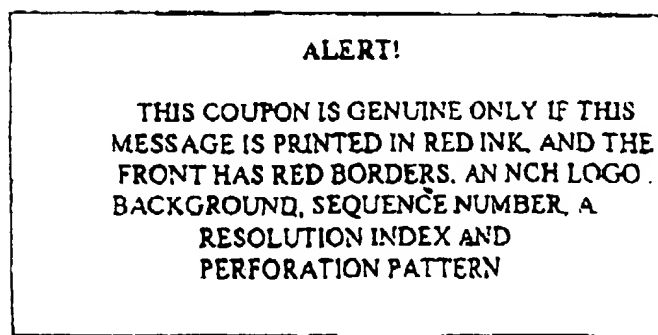 ALERT!
THIS COUPON IS GENUINE ONLY IF THIS
MESSAGE IS PRINTED IN RED INK, AND THE
FRONT HAS RED BORDERS, AN NCH LOGO
BACKGROUND, SEQUENCE NUMBER, A
RESOLUTION INDEX AND
PERFORATION PATTERN